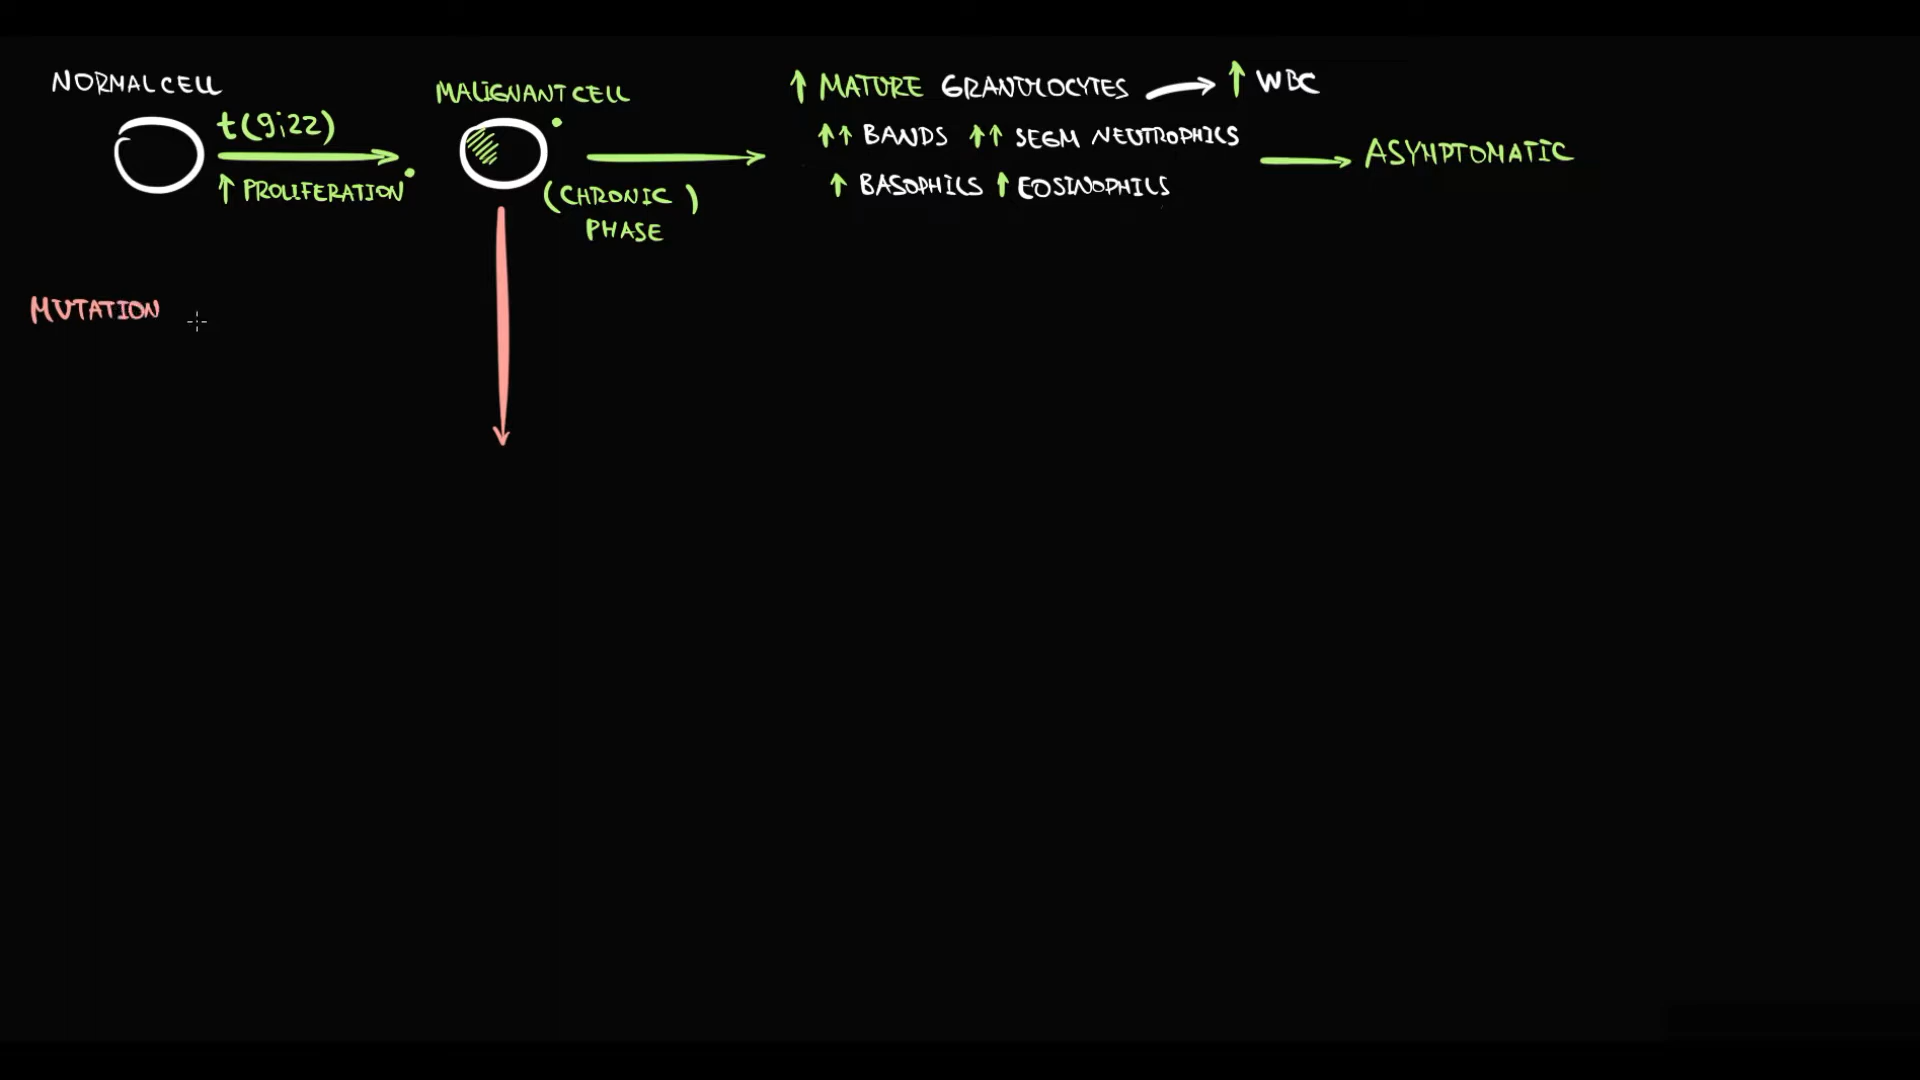 NORMAL CELL
t(9;22)
↑ PROLIFERATION
MALIGNANT CELL
(CHRONIC)
PHASE
↑ MATURE GRANULOCYTES → ↑ WBC
↑↑ BANDS ↑↑ SEGM NEUTROPHILS
↑ BASOPHILS ↑ EOSINOPHILS
ASYMPTOMATIC
MUTATION